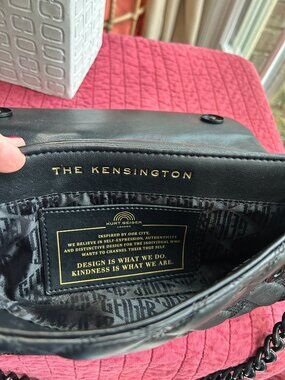 THE KENSINGTON
KURT GEIGER
LONDON
INSPIRED BY OUR CITY,
WE BELIEVE IN SELF-EXPRESSION, AUTHENTICITY
AND DISTINCTIVE DESIGN FOR THE INDIVIDUAL WHO
WANTS TO CHANNEL THEIR TRUE SELF
DESIGN IS WHAT WE DO.
KINDNESS IS WHAT WE ARE.